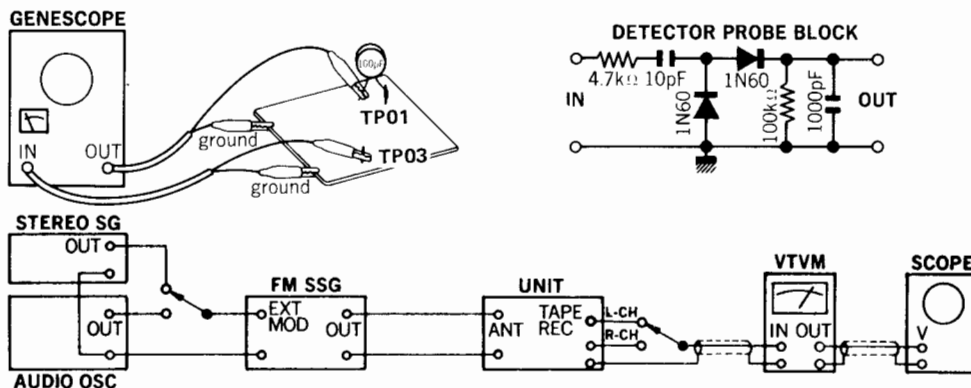 GENESCOPE
IN
OUT
100pF
TP01
ground
TP03
ground
DETECTOR PROBE BLOCK
4.7kΩ 10pF
1N60
IN
1N60
100kΩ
1000pF
OUT
STEREO SG
OUT
OUT
AUDIO OSC
FM SSG
EXT
MOD
OUT
UNIT
ANT
TAPE
REC
L-CH
R-CH
VTVM
IN OUT
SCOPE
V